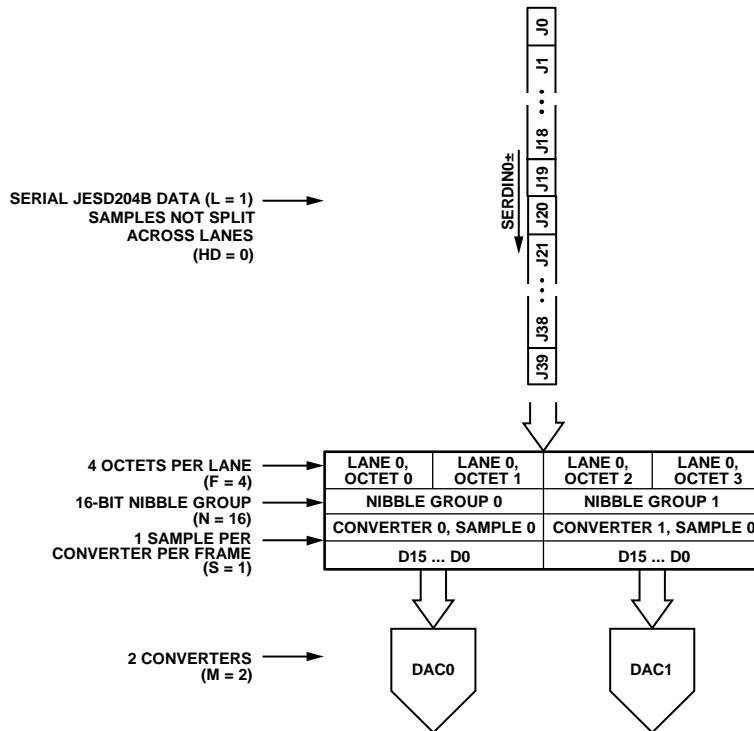 J0
J1
J18
J19
J20
J21
J38
J39
SERDIN0±
SERIAL JESD204B DATA (L = 1)
SAMPLES NOT SPLIT
ACROSS LANES
(HD = 0)
4 OCTETS PER LANE
(F = 4)
LANE 0,
OCTET 0
LANE 0,
OCTET 1
LANE 0,
OCTET 2
LANE 0,
OCTET 3
16-BIT NIBBLE GROUP
(N = 16)
NIBBLE GROUP 0
NIBBLE GROUP 1
1 SAMPLE PER
CONVERTER PER FRAME
(S = 1)
CONVERTER 0, SAMPLE 0
CONVERTER 1, SAMPLE 0
D15 ... D0
D15 ... D0
2 CONVERTERS
(M = 2)
DAC0
DAC1